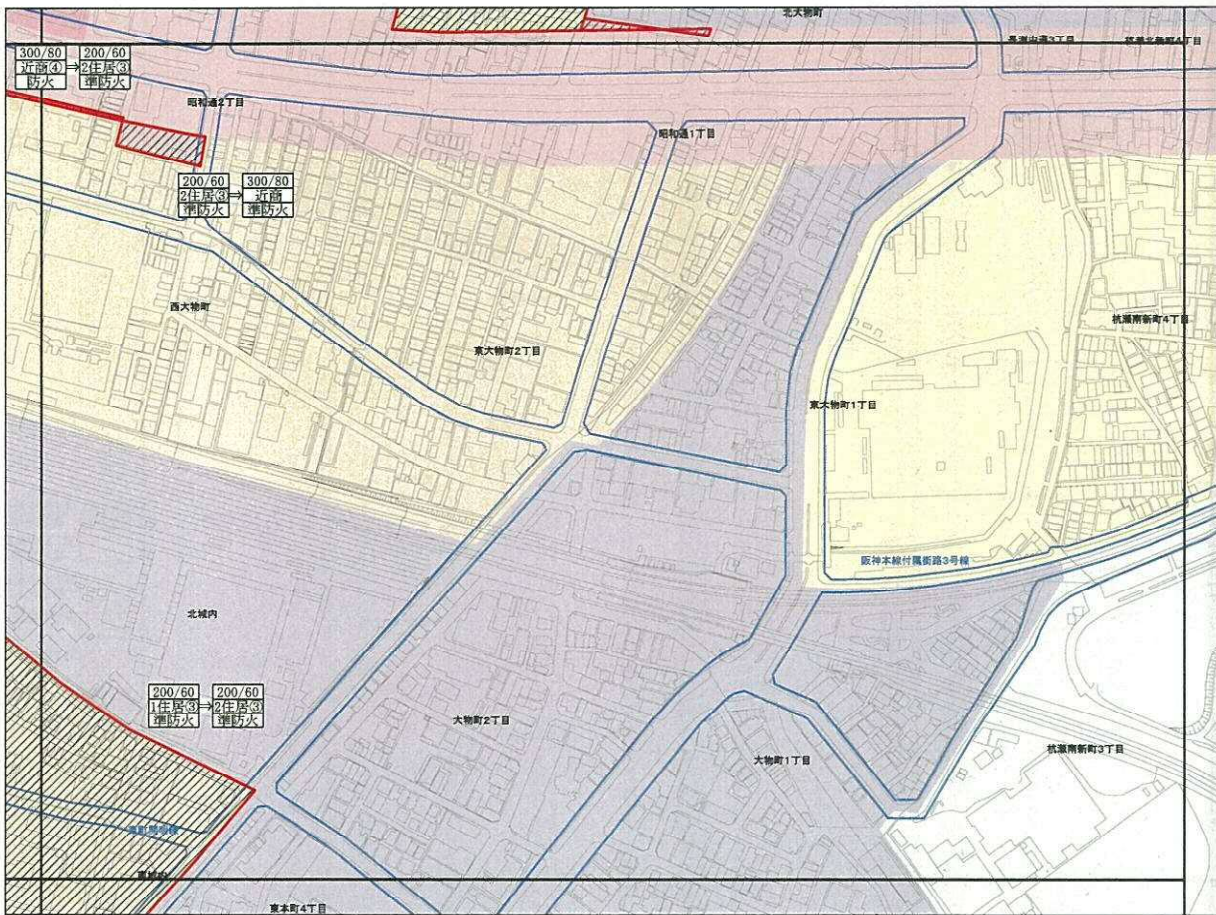 北大物町
300/80
近商④
防火
⇒
200/60
2住居③
準防火
昭和通2丁目
昭和通1丁目
200/60
2住居③
準防火
⇒
300/80
近商
準防火
西大物町
東大物町2丁目
杭瀬南新町4丁目
東大物町1丁目
阪神本線付属街路3号線
北城内
200/60
1住居③
準防火
⇒
200/60
2住居③
準防火
大物町2丁目
大物町1丁目
杭瀬南新町3丁目
東本町4丁目